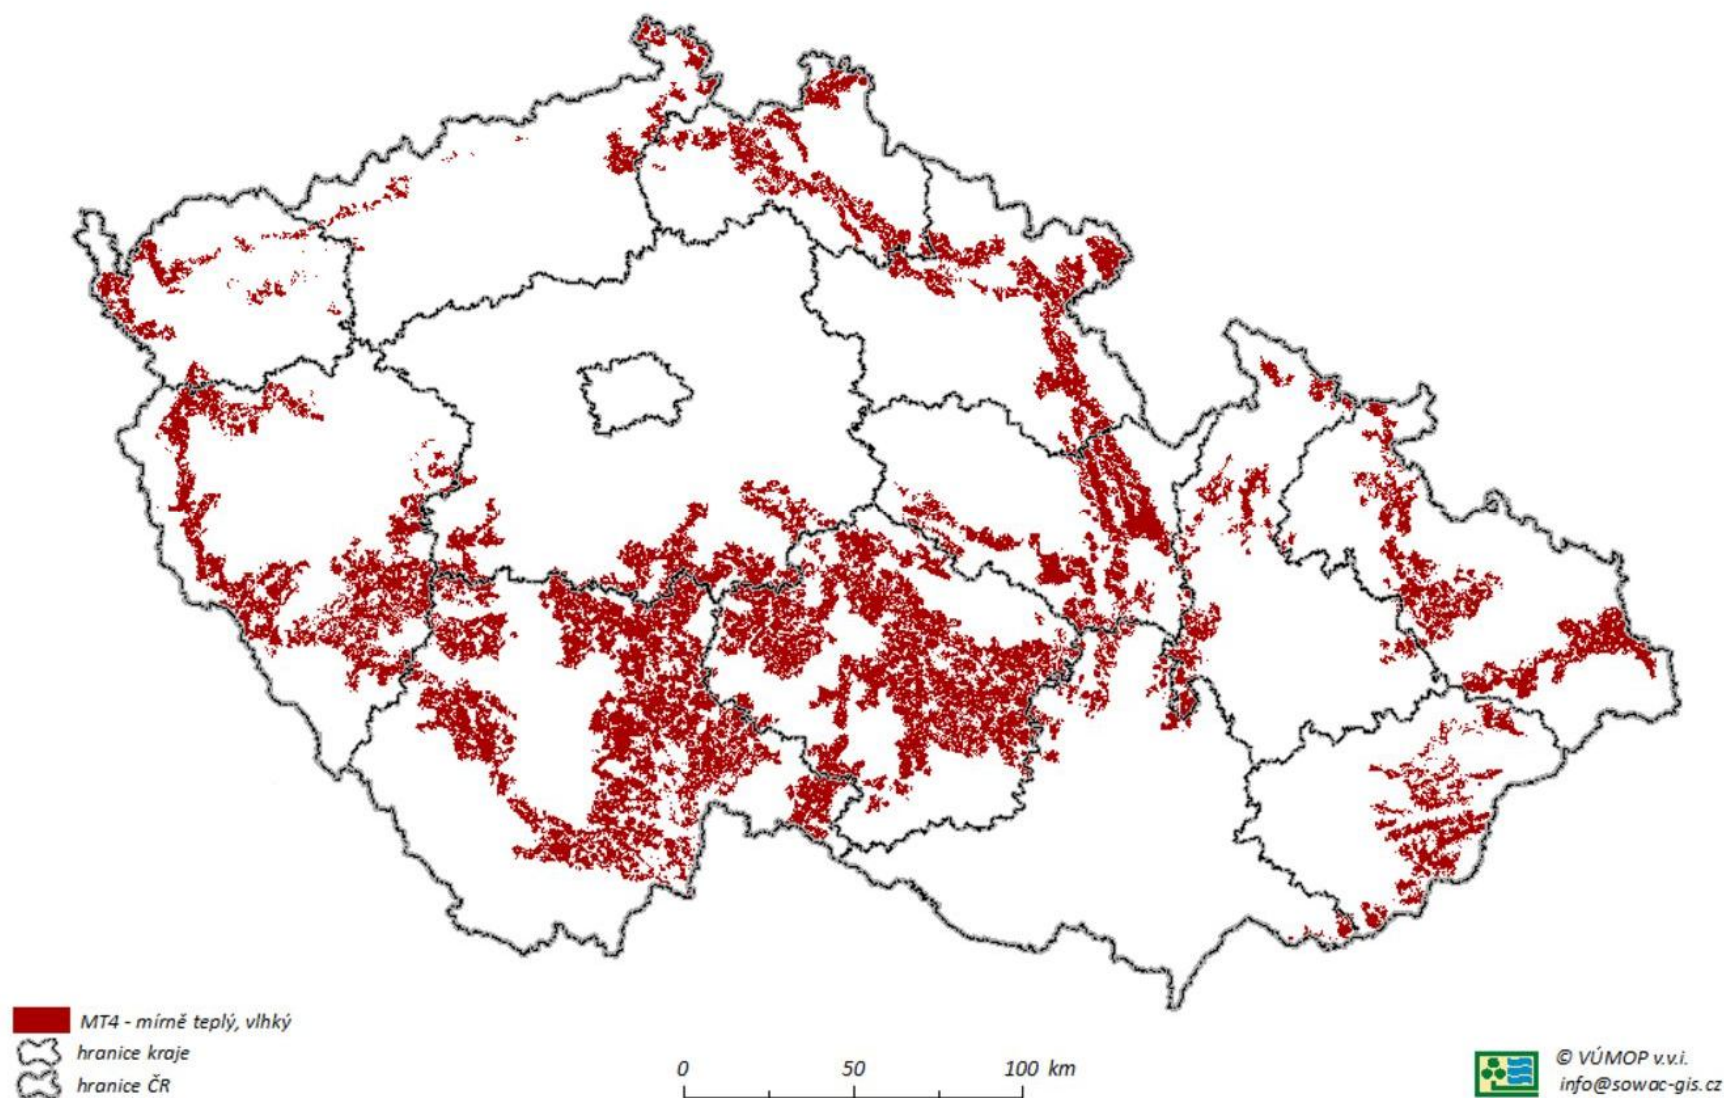 MT4 - mírně teplý, vlhký
hranice kraje
hranice ČR
0 50 100 km
© VÚMOP v.v.i.
info@sowac-gis.cz